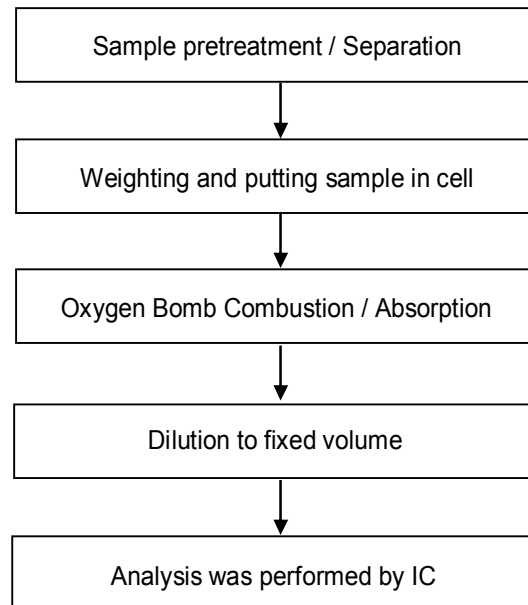 Sample pretreatment / Separation
Weighting and putting sample in cell
Oxygen Bomb Combustion / Absorption
Dilution to fixed volume
Analysis was performed by IC